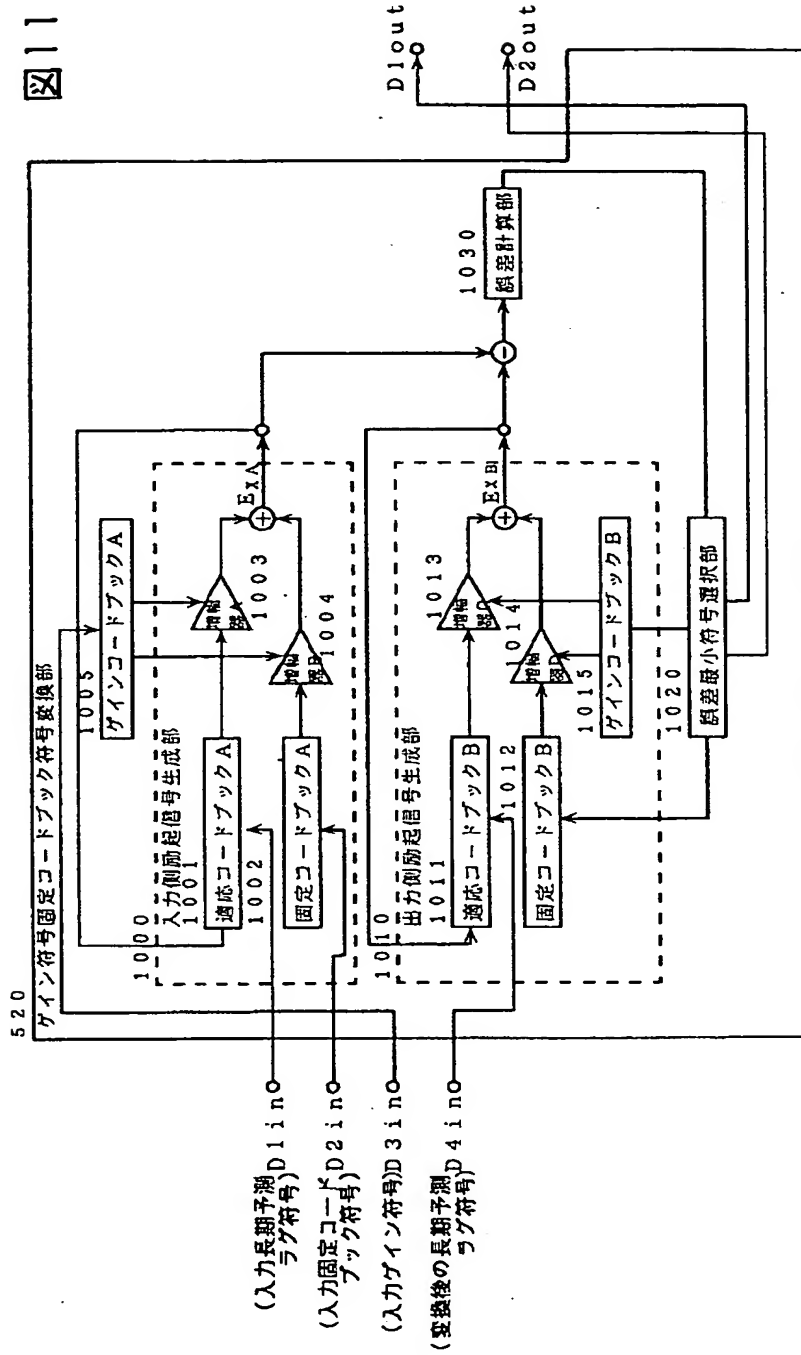 図11
520
ゲイン符号固定コードブック符号変換部
1005
ゲインコードブックA
1000
入力側励起信号生成部
1001
適応コードブックA
1002
固定コードブックA
増幅
器A
1003
増幅
器B
1004
+
ExA
1010
出力側励起信号生成部
1011
適応コードブックB
1012
固定コードブックB
増幅
器C
1013
増幅
器D
1014
+
ExB
1015
ゲインコードブックB
1020
誤差最小符号選択部
-
1030
誤差計算部
D1out
D2out
(入力長期予測
ラグ符号)
D1in
(入力固定コード
ブック符号)
D2in
(入力ゲイン符号)
D3in
(変換後の長期予測
ラグ符号)
D4in